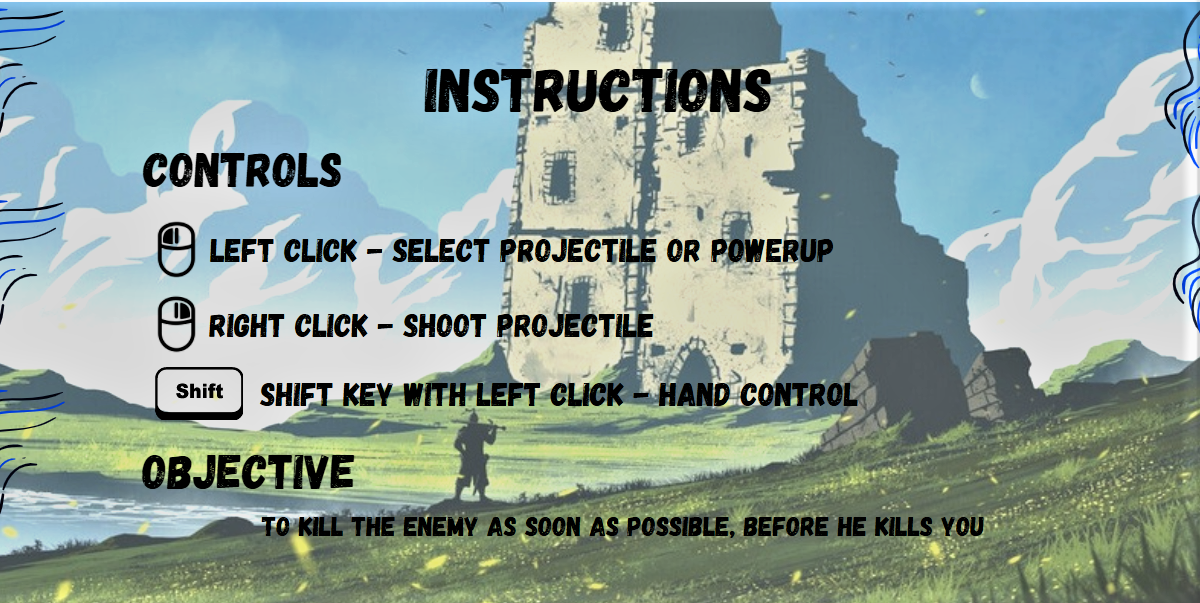 INSTRUCTIONS
CONTROLS
LEFT CLICK – SELECT PROJECTILE OR POWERUP
RIGHT CLICK – SHOOT PROJECTILE
Shift SHIFT KEY WITH LEFT CLICK – HAND CONTROL
OBJECTIVE
TO KILL THE ENEMY AS SOON AS POSSIBLE, BEFORE HE KILLS YOU